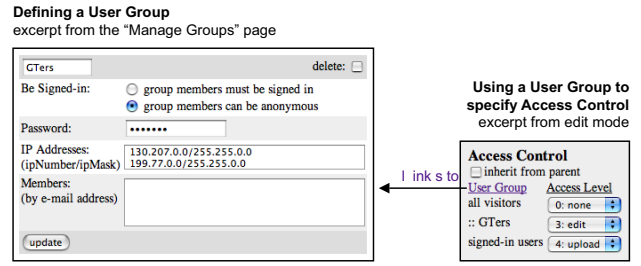 Defining a User Group
excerpt from the “Manage Groups” page
GTers
delete:
Be Signed-in:
group members must be signed in
group members can be anonymous
Password:
•••••••
IP Addresses:
(ipNumber/ipMask)
130.207.0.0/255.255.0.0
199.77.0.0/255.255.0.0
Members:
(by e-mail address)
update
l ink s to
Using a User Group to
specify Access Control
excerpt from edit mode
Access Control
inherit from parent
User Group Access Level
all visitors 0: none
:: GTers 3: edit
signed-in users 4: upload